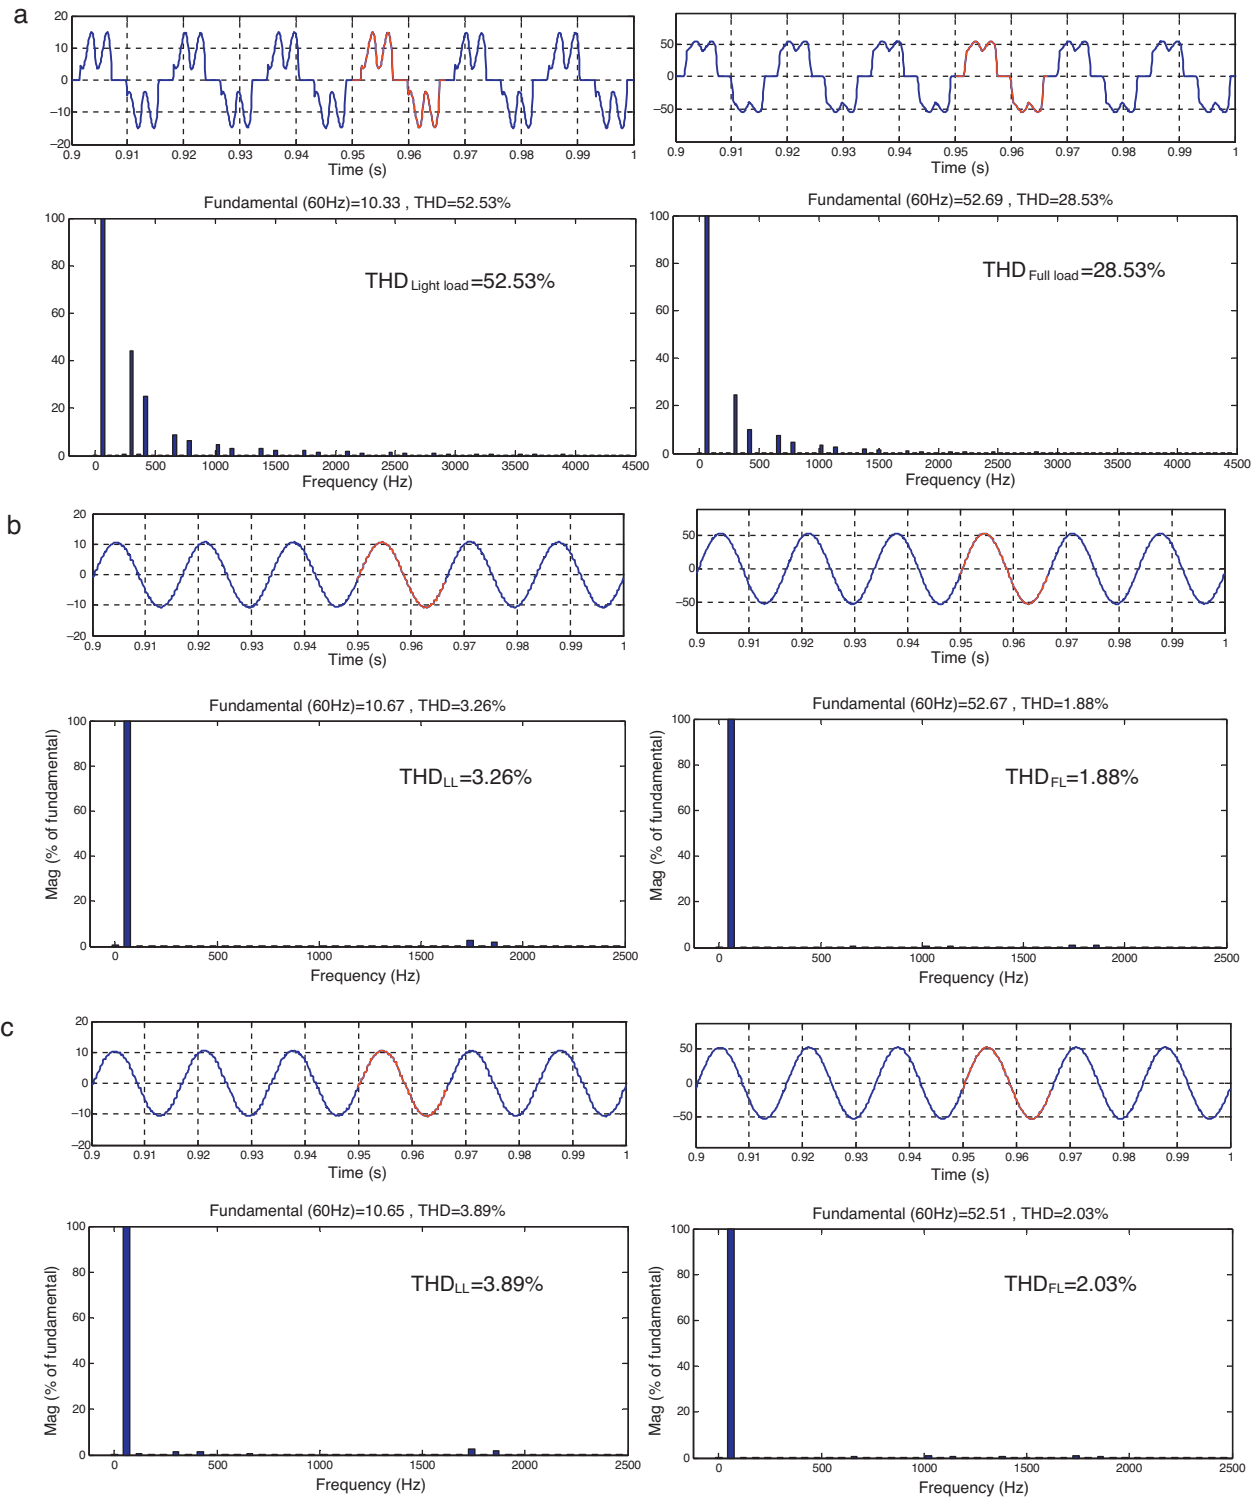 a
20
10
0
−10
−20
0.9 0.91 0.92 0.93 0.94 0.95 0.96 0.97 0.98 0.99 1
Time (s)
50
0
−50
0.9 0.91 0.92 0.93 0.94 0.95 0.96 0.97 0.98 0.99 1
Time (s)
Fundamental (60Hz)=10.33 , THD=52.53%
100
80
60
40
20
0
THD Light load=52.53%
0 500 1000 1500 2000 2500 3000 3500 4000 4500
Frequency (Hz)
Fundamental (60Hz)=52.69 , THD=28.53%
100
80
60
40
20
0
THD Full load=28.53%
0 500 1000 1500 2000 2500 3000 3500 4000 4500
Frequency (Hz)
b
20
10
0
−10
−20
0.9 0.91 0.92 0.93 0.94 0.95 0.96 0.97 0.98 0.99 1
Time (s)
50
0
−50
0.9 0.91 0.92 0.93 0.94 0.95 0.96 0.97 0.98 0.99 1
Time (s)
Fundamental (60Hz)=10.67 , THD=3.26%
Mag (% of fundamental)
100
80
60
40
20
0
THDLL=3.26%
0 500 1000 1500 2000 2500
Frequency (Hz)
Fundamental (60Hz)=52.67 , THD=1.88%
Mag (% of fundamental)
100
80
60
40
20
0
THDFL=1.88%
0 500 1000 1500 2000 2500
Frequency (Hz)
c
20
10
0
−10
−20
0.9 0.91 0.92 0.93 0.94 0.95 0.96 0.97 0.98 0.99 1
Time (s)
50
0
−50
0.9 0.91 0.92 0.93 0.94 0.95 0.96 0.97 0.98 0.99 1
Time (s)
Fundamental (60Hz)=10.65 , THD=3.89%
Mag (% of fundamental)
100
80
60
40
20
0
THDLL=3.89%
0 500 1000 1500 2000 2500
Frequency (Hz)
Fundamental (60Hz)=52.51 , THD=2.03%
Mag (% of fundamental)
100
80
60
40
20
0
THDFL=2.03%
0 500 1000 1500 2000 2500
Frequency (Hz)